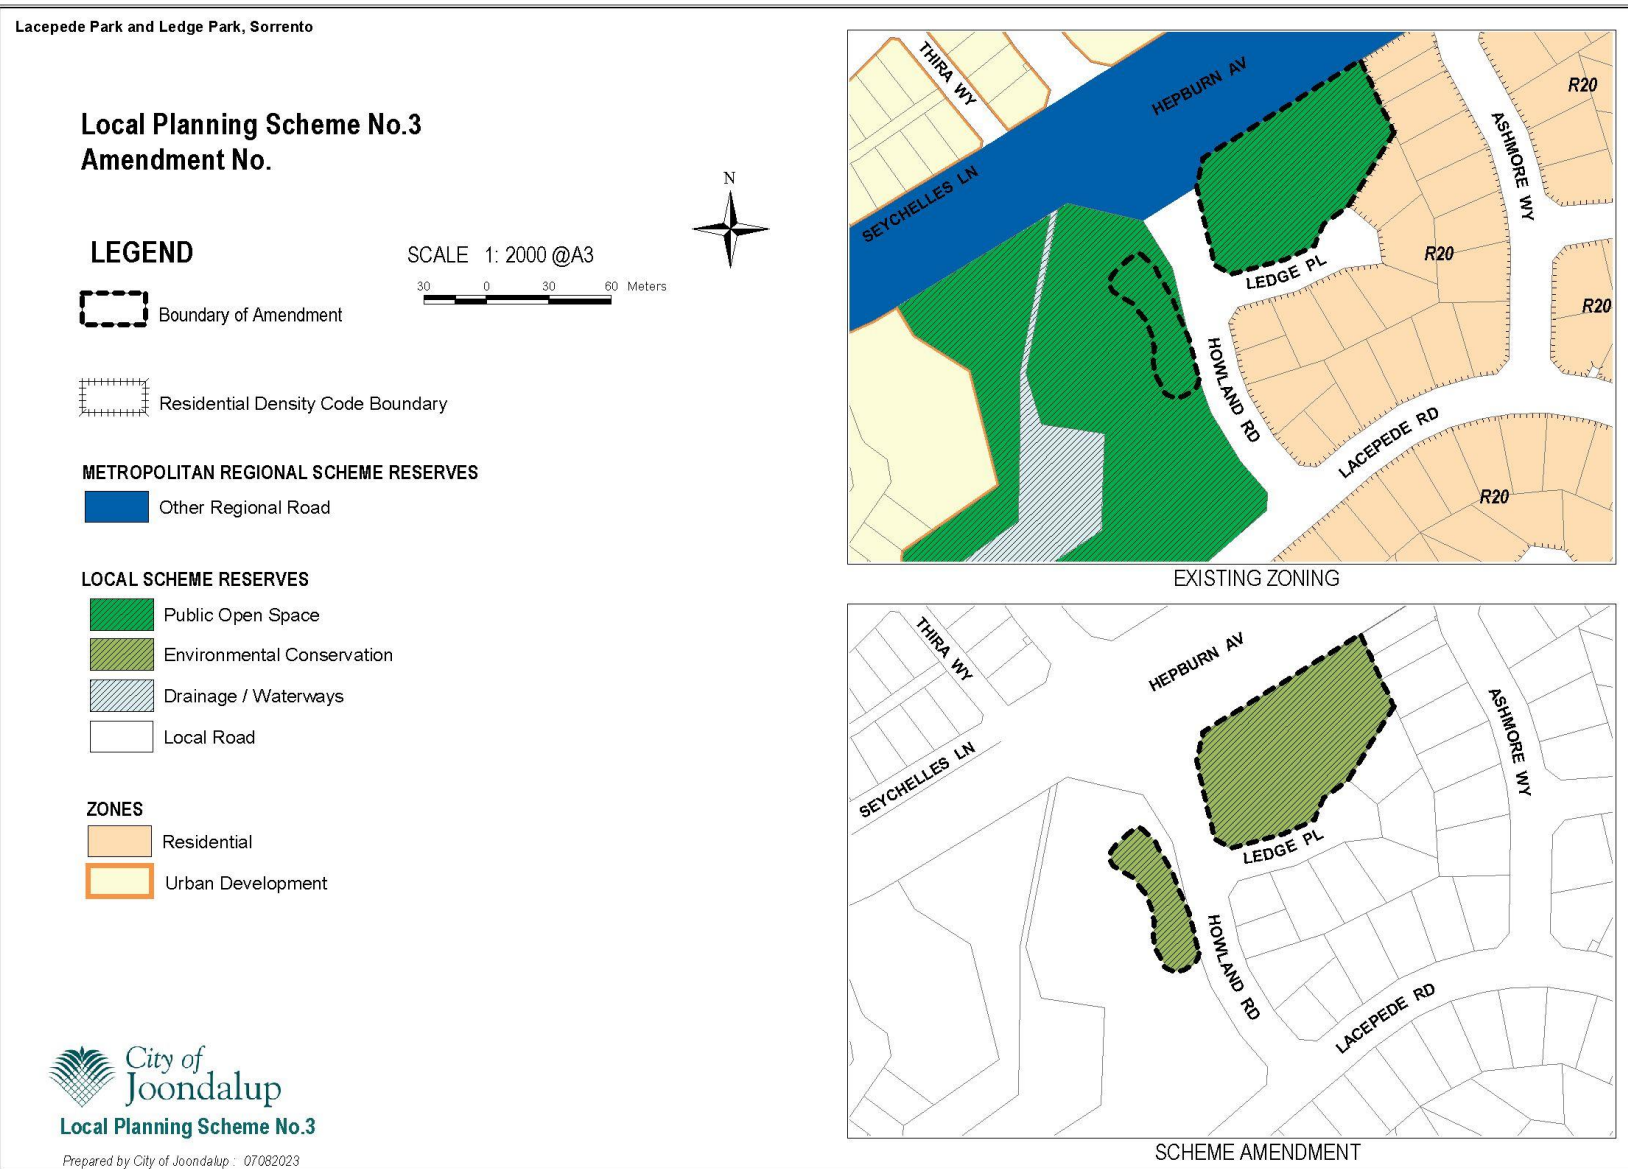 Lacepede Park and Ledge Park, Sorrento
Local Planning Scheme No.3
Amendment No.
N
LEGEND
SCALE 1: 2000 @A3
30 0 30 60 Meters
Boundary of Amendment
Residential Density Code Boundary
METROPOLITAN REGIONAL SCHEME RESERVES
Other Regional Road
LOCAL SCHEME RESERVES
Public Open Space
Environmental Conservation
Drainage / Waterways
Local Road
ZONES
Residential
Urban Development
City of
Joondalup
Local Planning Scheme No.3
Prepared by City of Joondalup : 07082023
THIRA WY
HEPBURN AV
R20
ASHMORE WY
SEYCHELLES LN
R20
LEDGE PL
R20
HOWLAND RD
LACEPEDE RD
R20
EXISTING ZONING
THIRA WY
HEPBURN AV
ASHMORE WY
SEYCHELLES LN
LEDGE PL
HOWLAND RD
LACEPEDE RD
SCHEME AMENDMENT